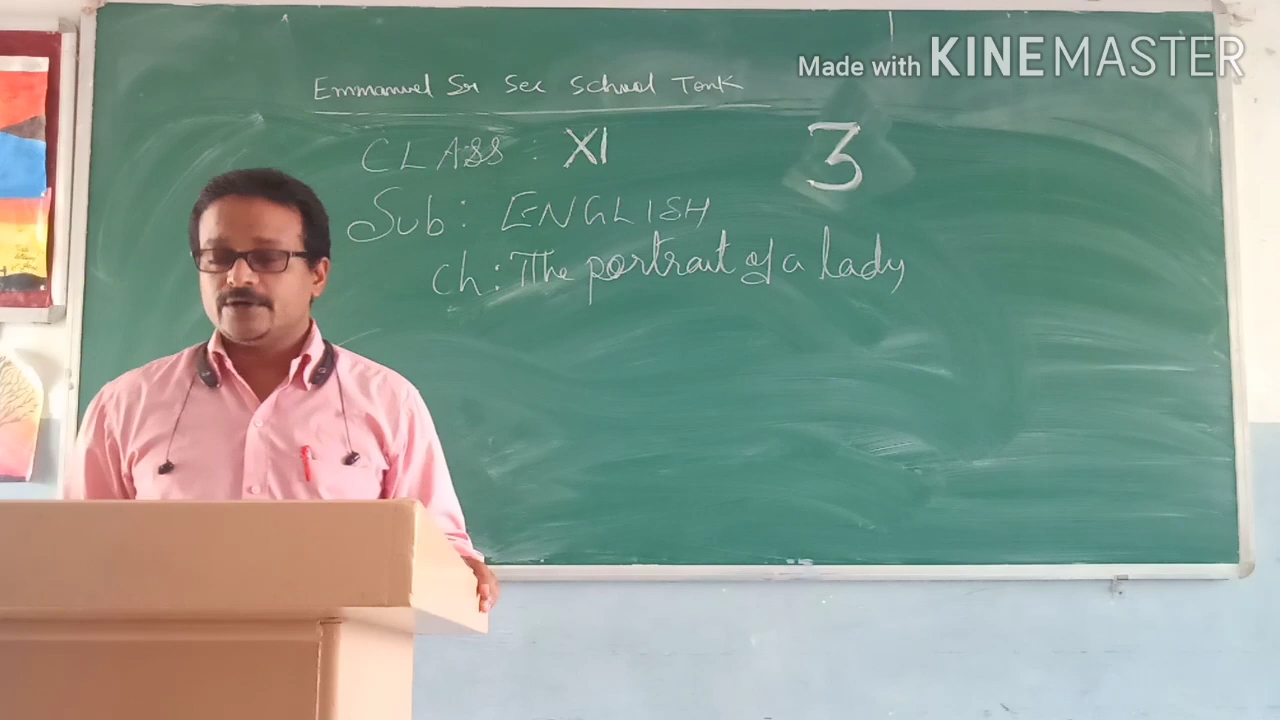 Made with KINEMASTER
Emmanuel Sr Sec School Tonk
CLASS : XI
3
Sub : ENGLISH
Ch : The portrait of a lady